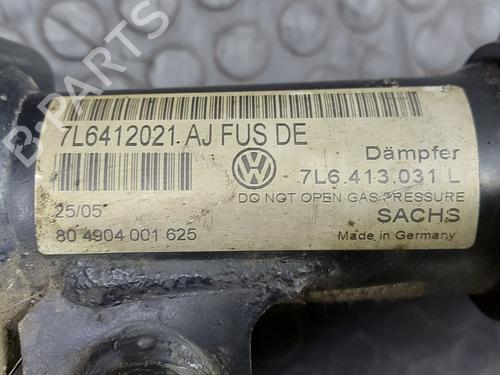 7L6412021 AJ FUS DE
Dämpfer
7L6.413.031 L
DO NOT OPEN GAS PRESSURE
25/05
SACHS
80 4904 001 625
Made in Germany